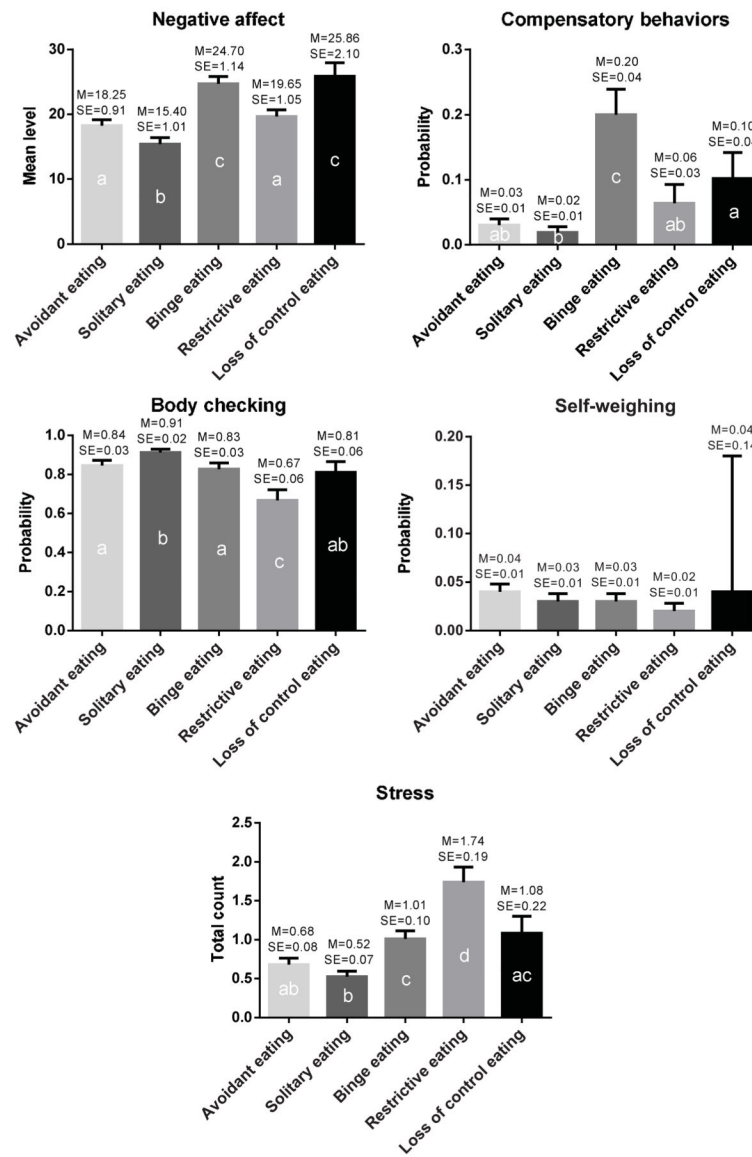 Negative affect
M=18.25
SE=0.91
M=15.40
SE=1.01
M=24.70
SE=1.14
M=19.65
SE=1.05
M=25.86
SE=2.10
30
20
10
0
Mean level
a
b
c
a
c
Avoidant eating
Solitary eating
Binge eating
Restrictive eating
Loss of control eating
Compensatory behaviors
M=0.03
SE=0.01
M=0.02
SE=0.01
M=0.20
SE=0.04
M=0.06
SE=0.03
M=0.10
SE=0.04
0.3
0.2
0.1
0.0
Probability
ab
b
c
ab
a
Avoidant eating
Solitary eating
Binge eating
Restrictive eating
Loss of control eating
Body checking
M=0.84
SE=0.03
M=0.91
SE=0.02
M=0.83
SE=0.03
M=0.67
SE=0.06
M=0.81
SE=0.06
1.0
0.8
0.6
0.4
0.2
0.0
Probability
a
b
a
c
ab
Avoidant eating
Solitary eating
Binge eating
Restrictive eating
Loss of control eating
Self-weighing
M=0.04
SE=0.01
M=0.03
SE=0.01
M=0.03
SE=0.01
M=0.02
SE=0.01
M=0.04
SE=0.14
0.20
0.15
0.10
0.05
0.00
Probability
Avoidant eating
Solitary eating
Binge eating
Restrictive eating
Loss of control eating
Stress
M=0.68
SE=0.08
M=0.52
SE=0.07
M=1.01
SE=0.10
M=1.74
SE=0.19
M=1.08
SE=0.22
2.5
2.0
1.5
1.0
0.5
0.0
Total count
ab
b
c
d
ac
Avoidant eating
Solitary eating
Binge eating
Restrictive eating
Loss of control eating